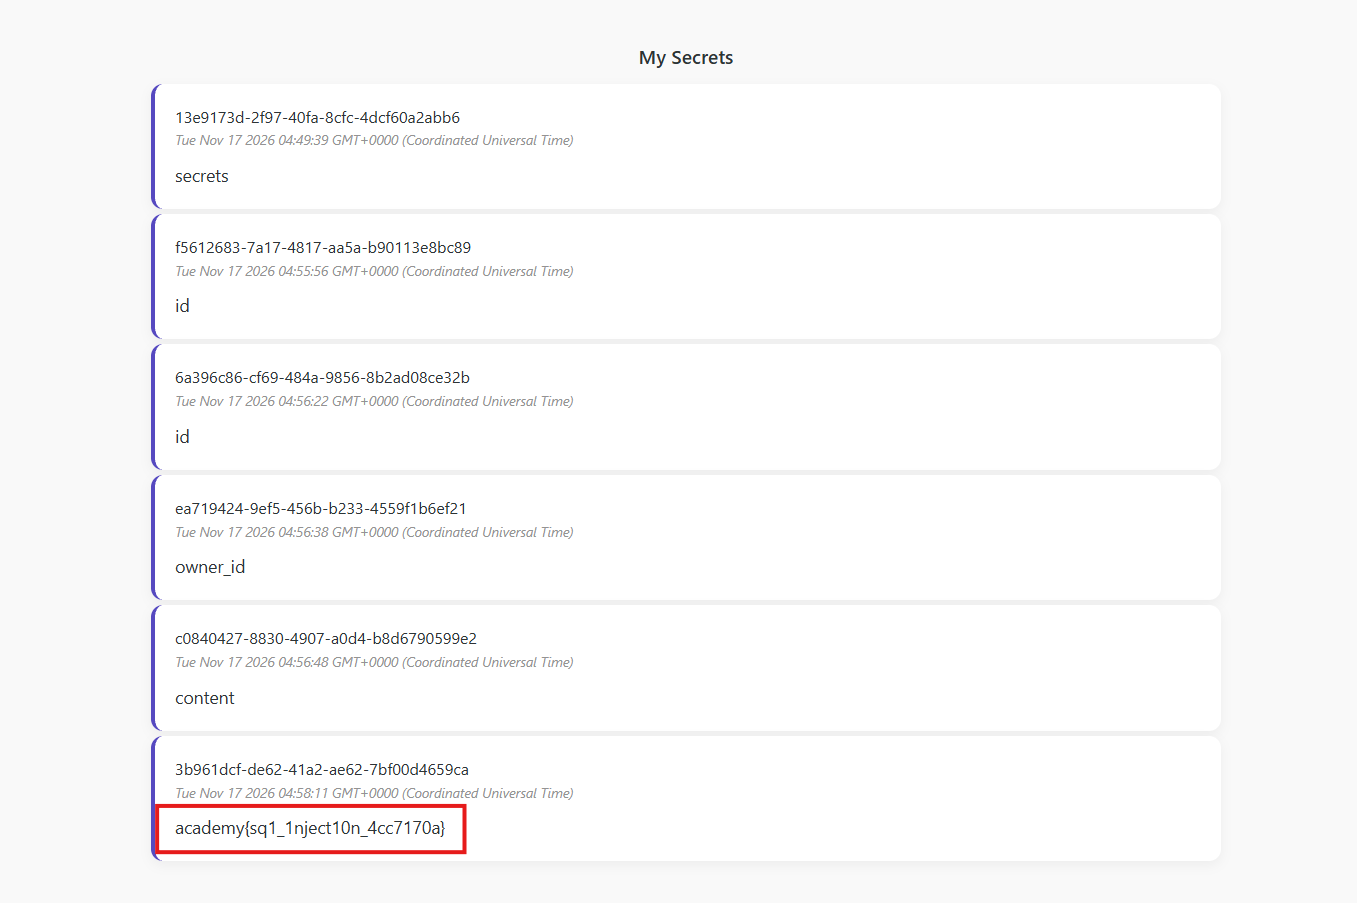 My Secrets
13e9173d-2f97-40fa-8cfc-4dcf60a2abb6
Tue Nov 17 2026 04:49:39 GMT+0000 (Coordinated Universal Time)
secrets
f5612683-7a17-4817-aa5a-b90113e8bc89
Tue Nov 17 2026 04:55:56 GMT+0000 (Coordinated Universal Time)
id
6a396c86-cf69-484a-9856-8b2ad08ce32b
Tue Nov 17 2026 04:56:22 GMT+0000 (Coordinated Universal Time)
id
ea719424-9ef5-456b-b233-4559f1b6ef21
Tue Nov 17 2026 04:56:38 GMT+0000 (Coordinated Universal Time)
owner_id
c0840427-8830-4907-a0d4-b8d6790599e2
Tue Nov 17 2026 04:56:48 GMT+0000 (Coordinated Universal Time)
content
3b961dcf-de62-41a2-ae62-7bf00d4659ca
Tue Nov 17 2026 04:58:11 GMT+0000 (Coordinated Universal Time)
academy{sq1_1nject10n_4cc7170a}